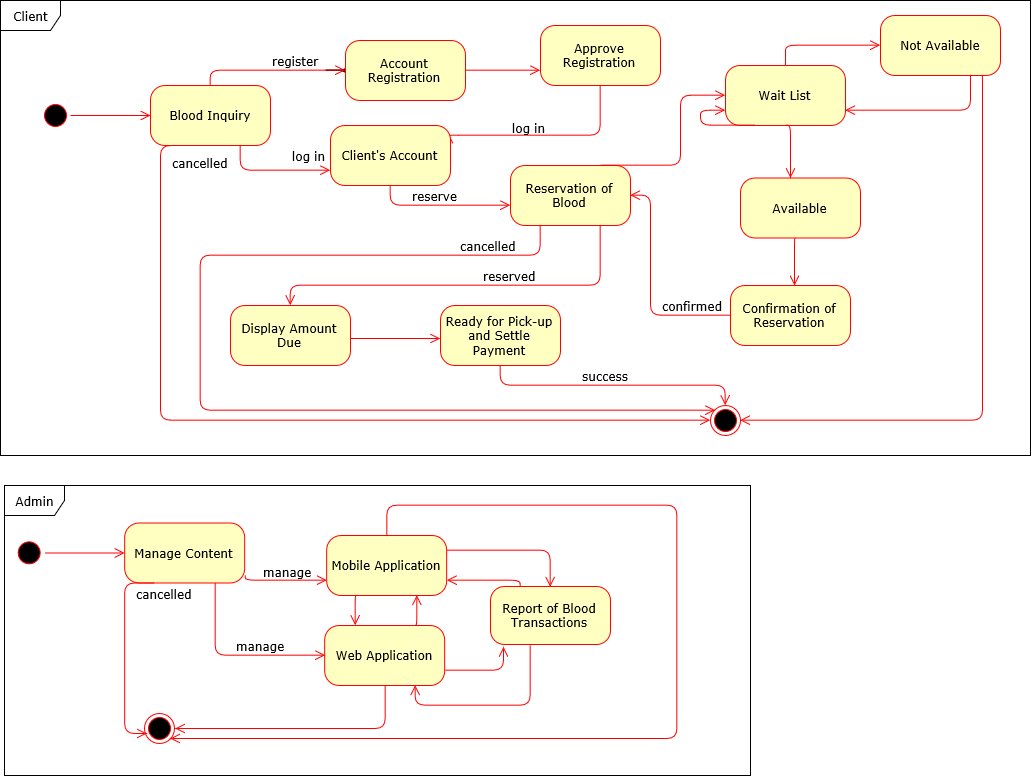 Client
register
Account
Registration
Approve
Registration
Not Available
Wait List
Blood Inquiry
log in
cancelled
log in
Client's Account
reserve
Reservation of
Blood
Available
cancelled
reserved
confirmed
Confirmation of
Reservation
Display Amount
Due
Ready for Pick-up
and Settle
Payment
success
Admin
Manage Content
manage
cancelled
Mobile Application
Report of Blood
Transactions
manage
Web Application